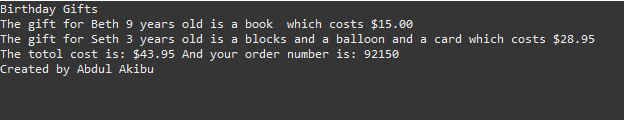 Birthday Gifts
The gift for Beth 9 years old is a book  which costs $15.00
The gift for Seth 3 years old is a blocks and a balloon and a card which costs $28.95
The totol cost is: $43.95 And your order number is: 92150
Created by Abdul Akibu